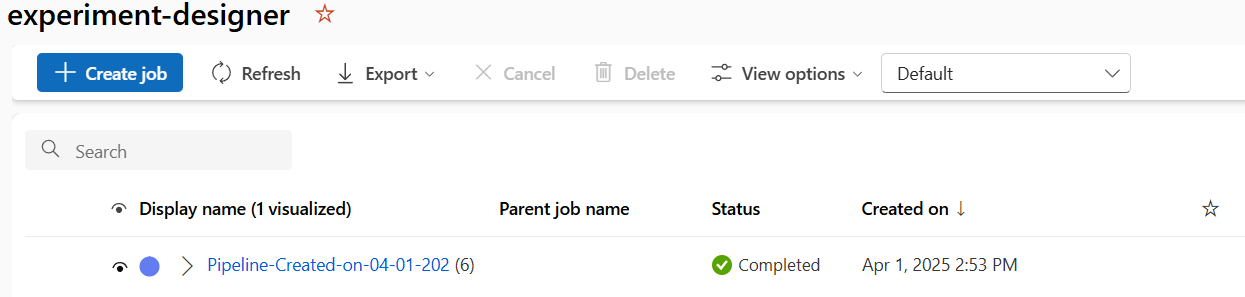 experiment-designer
Create job Refresh Export Cancel Delete View options Default
Search
Display name (1 visualized) Parent job name Status Created on ↓
Pipeline-Created-on-04-01-202 (6) Completed Apr 1, 2025 2:53 PM